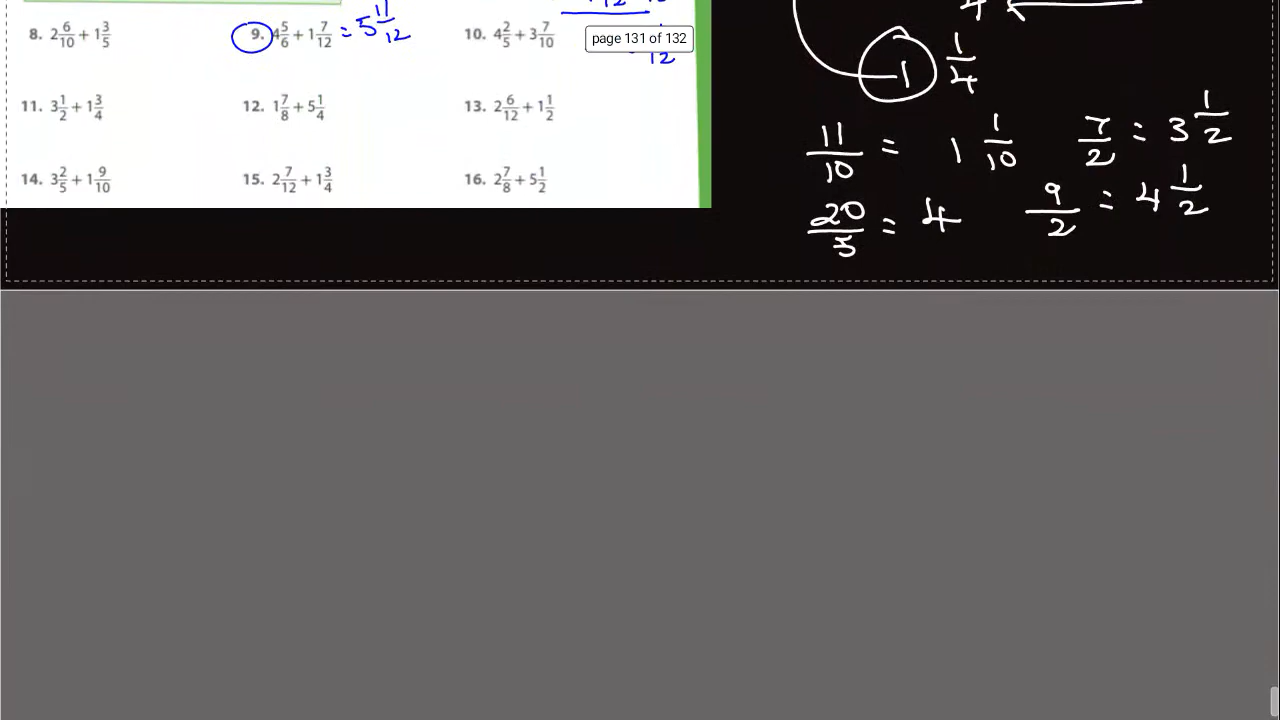 8. 2 6/10 + 1 3/5
9. 4 5/6 + 1 7/12 = 5 11/12
10. 4 2/5 + 3 7/10
page 131 of 132
12
11. 3 1/2 + 1 3/4
12. 1 7/8 + 5 1/4
13. 2 6/12 + 1 1/2
14. 3 2/5 + 1 9/10
15. 2 7/12 + 1 3/4
16. 2 7/8 + 5 1/2
4
1 1/4
11/10 = 1 1/10
7/2 = 3 1/2
20/5 = 4
9/2 = 4 1/2